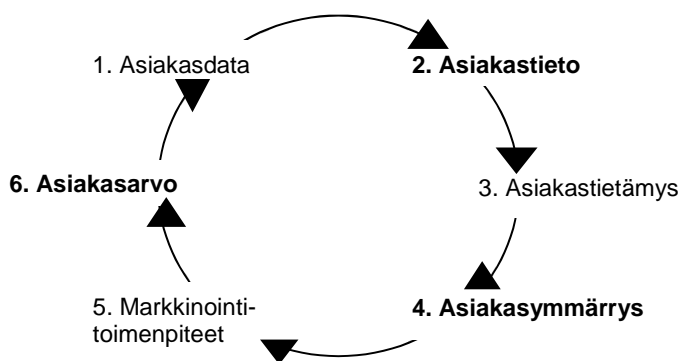 1. Asiakasdata
2. Asiakastieto
3. Asiakastietämys
4. Asiakasymmärrys
5. Markkinointi-
toimenpiteet
6. Asiakasarvo